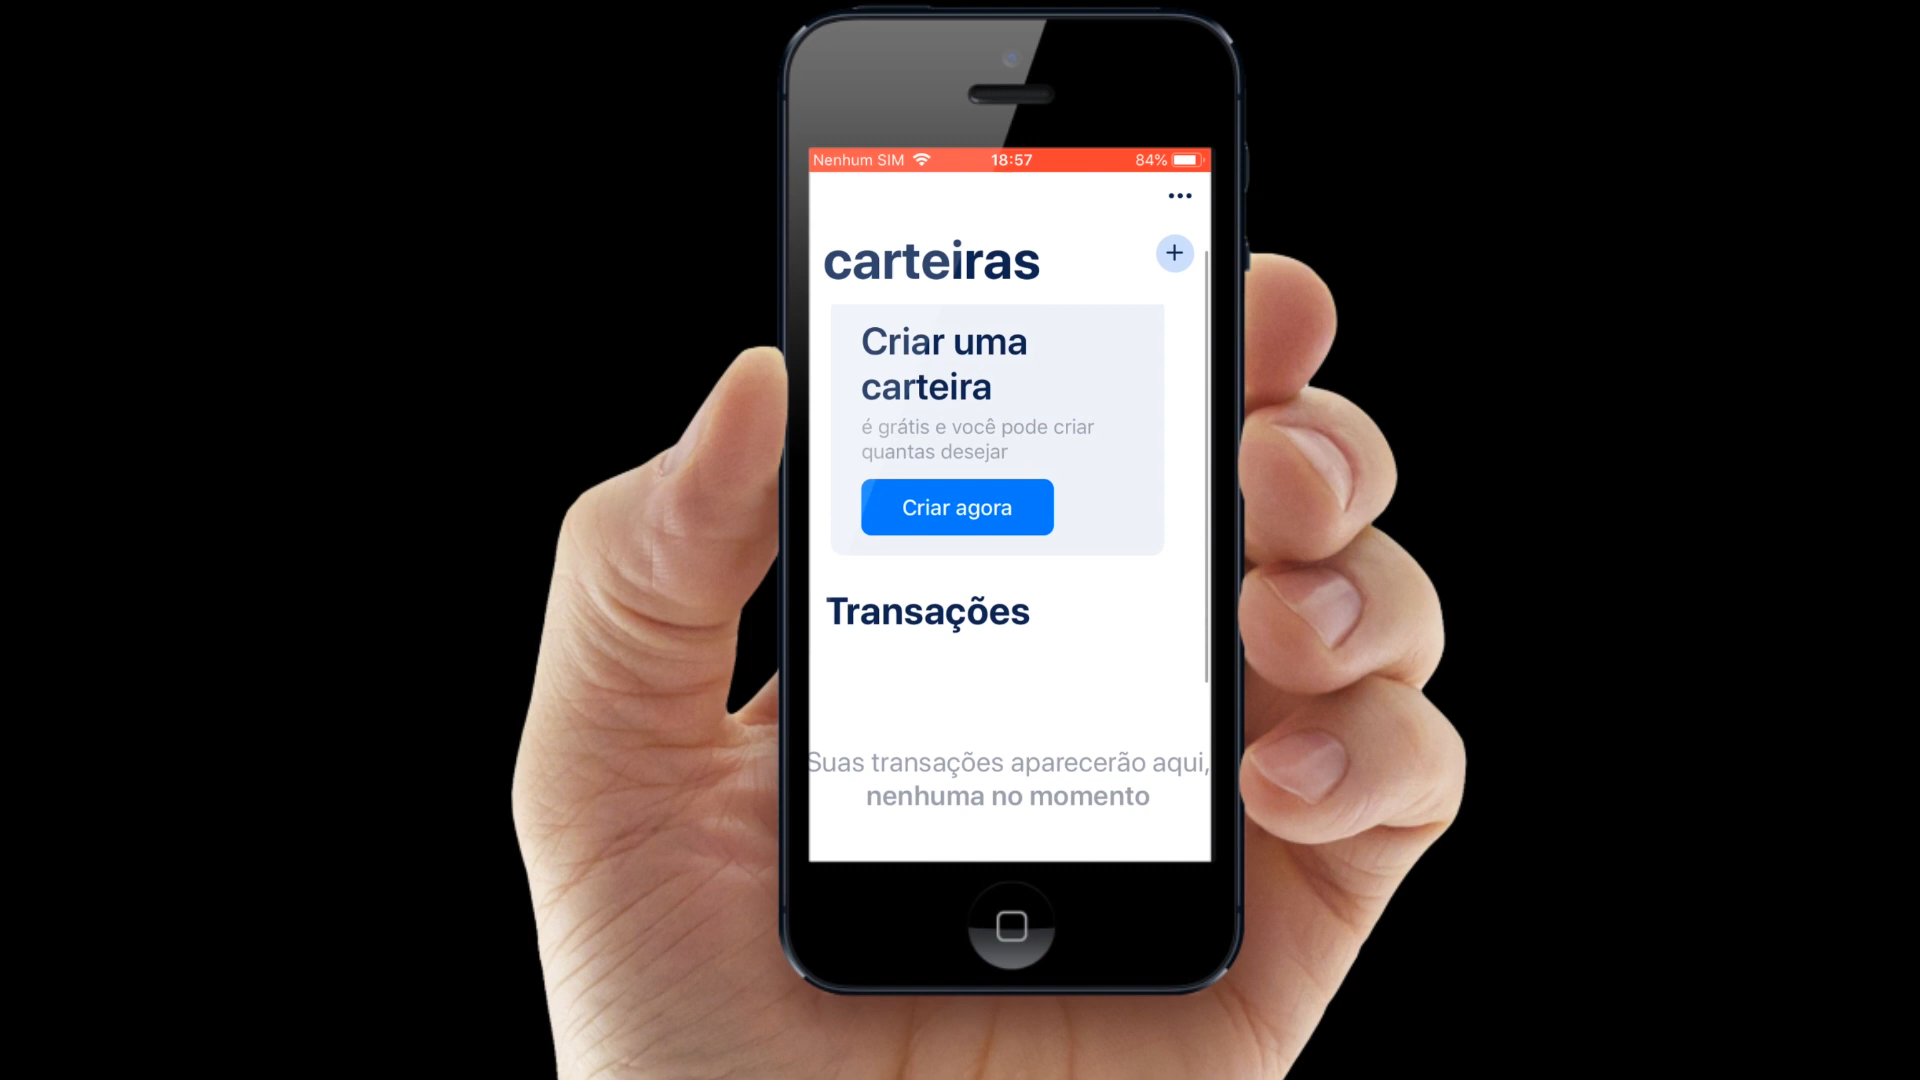 Nenhum SIM 18:57 84%
carteiras
Criar uma
carteira
é grátis e você pode criar
quantas desejar
Criar agora
Transações
Suas transações aparecerão aqui,
nenhuma no momento